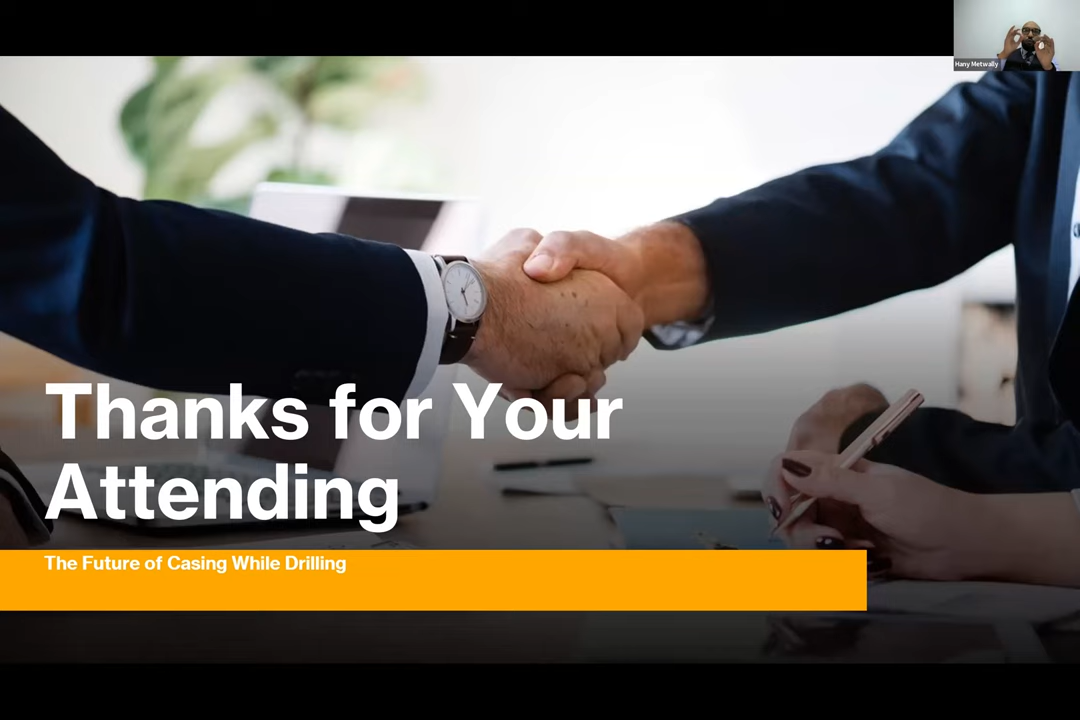 Hany Metwally
Thanks for Your
Attending
The Future of Casing While Drilling